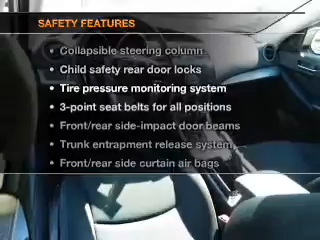 SAFETY FEATURES
• Collapsible steering column
• Child safety rear door locks
• Tire pressure monitoring system
• 3-point seat belts for all positions
• Front/rear side-impact door beams
• Trunk entrapment release system
• Front/rear side curtain air bags